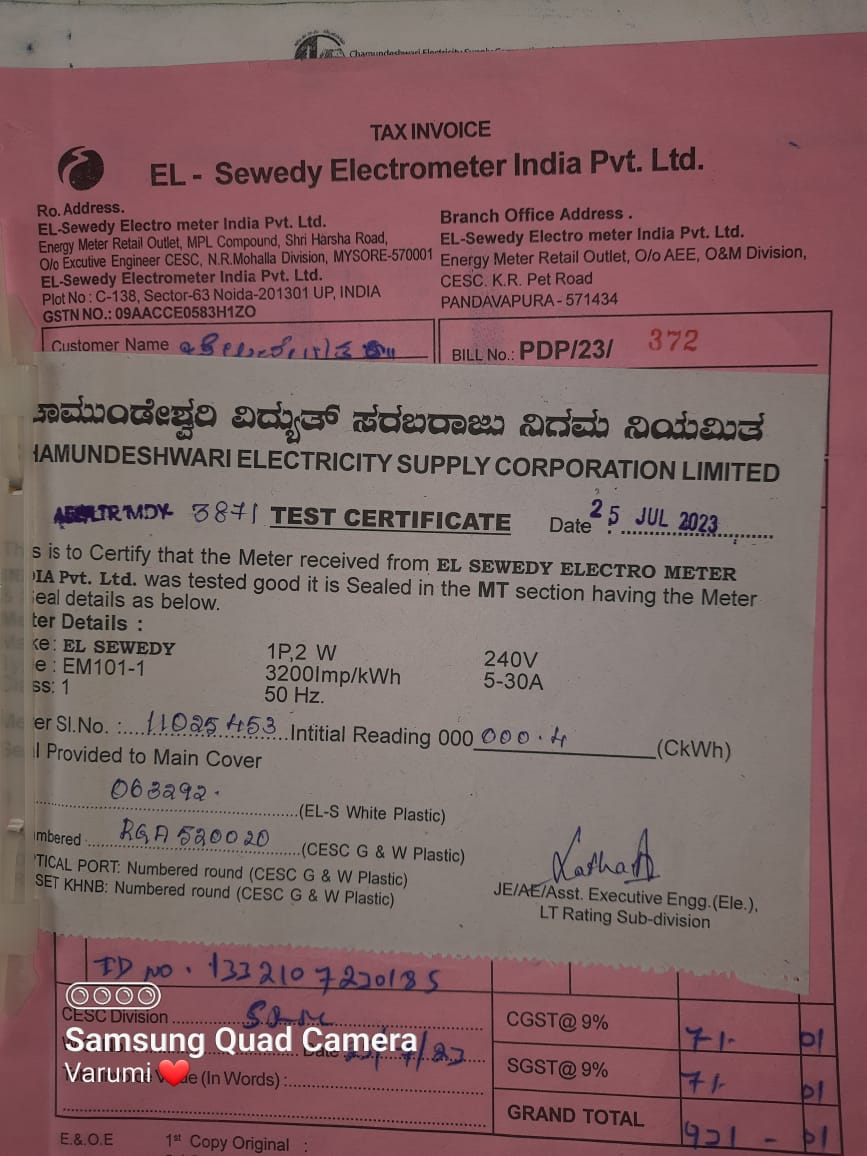 Chamundeshwari Electricity Supply
TAX INVOICE
EL - Sewedy Electrometer India Pvt. Ltd.
Ro. Address.
EL-Sewedy Electro meter India Pvt. Ltd.
Energy Meter Retail Outlet, MPL Compound, Shri Harsha Road,
O/o Excutive Engineer CESC, N.R.Mohalla Division, MYSORE-570001
EL-Sewedy Electrometer India Pvt. Ltd.
Plot No : C-138, Sector-63 Noida-201301 UP, INDIA
GSTN NO.: 09AACCE0583H1ZO
Branch Office Address .
EL-Sewedy Electro meter India Pvt. Ltd.
Energy Meter Retail Outlet, O/o AEE, O&M Division,
CESC. K.R. Pet Road
PANDAVAPURA - 571434
Customer Name
BILL No.: PDP/23/ 372
ಚಾಮುಂಡೇಶ್ವರಿ ವಿದ್ಯುತ್ ಸರಬರಾಜು ನಿಗಮ ನಿಯಮಿತ
HAMUNDESHWARI ELECTRICITY SUPPLY CORPORATION LIMITED
3871 TEST CERTIFICATE Date 25 JUL 2023
s is to Certify that the Meter received from EL SEWEDY ELECTRO METER
DIA Pvt. Ltd. was tested good it is Sealed in the MT section having the Meter
eal details as below.
ter Details :
ke: EL SEWEDY 1P,2 W 240V
e : EM101-1 3200Imp/kWh 5-30A
ss: 1 50 Hz.
er Sl.No. : 11025453 Intitial Reading 000 000.4 (CkWh)
l Provided to Main Cover
063292. (EL-S White Plastic)
mbered RGA 520020 (CESC G & W Plastic)
TICAL PORT: Numbered round (CESC G & W Plastic)
SET KHNB: Numbered round (CESC G & W Plastic)
JE/AE/Asst. Executive Engg.(Ele.),
LT Rating Sub-division
ID NO. 1332107220185
CESC Division
CGST@ 9% 71- 01
Samsung Quad Camera
Varumi ❤️
(In Words) :
SGST@ 9% 71- 01
GRAND TOTAL 921 - 01
E.& O.E 1st Copy Original :